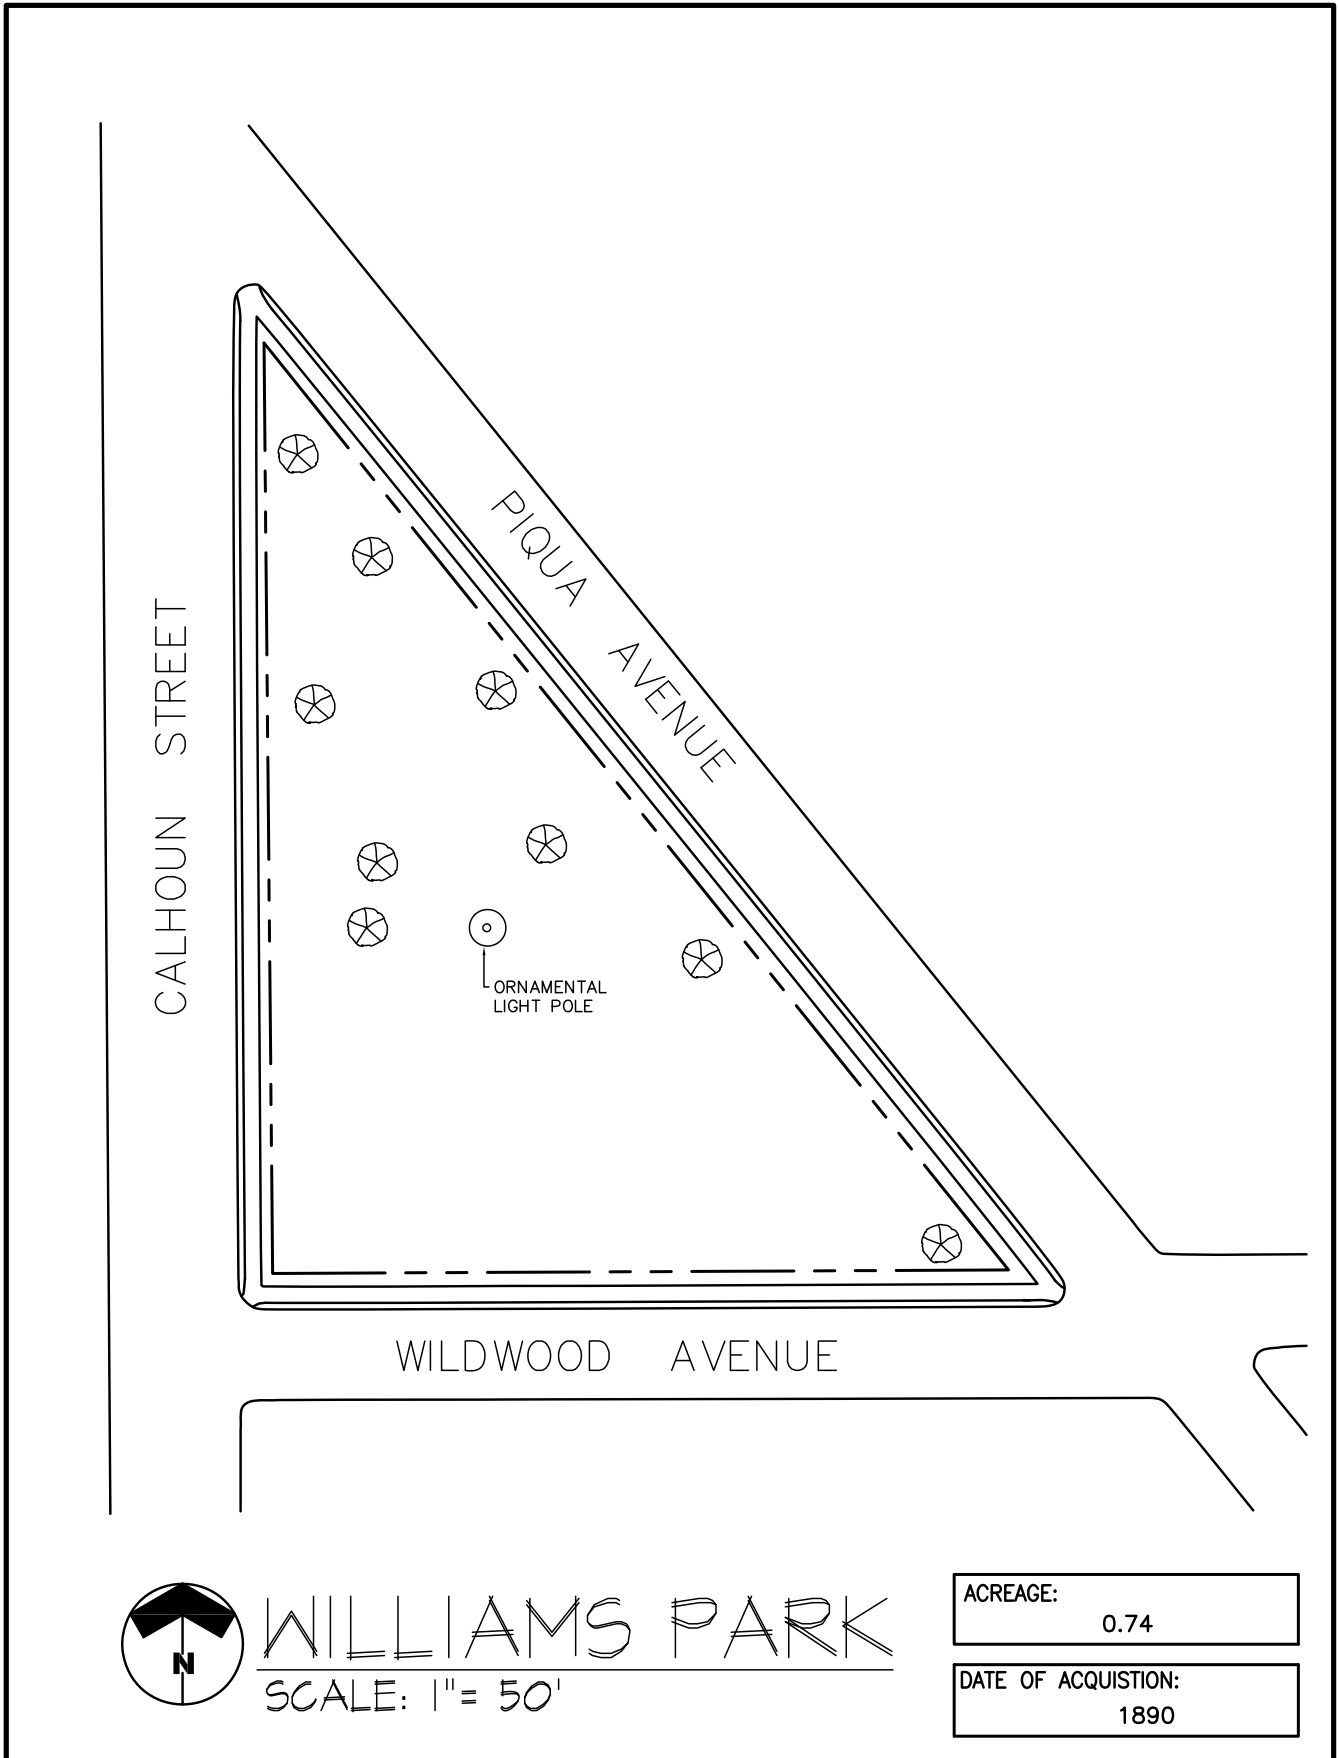 PIQUA AVENUE
CALHOUN STREET
ORNAMENTAL
LIGHT POLE
WILDWOOD AVENUE
N
WILLIAMS PARK
SCALE: 1"= 50'
ACREAGE:
0.74
DATE OF ACQUISTION:
1890